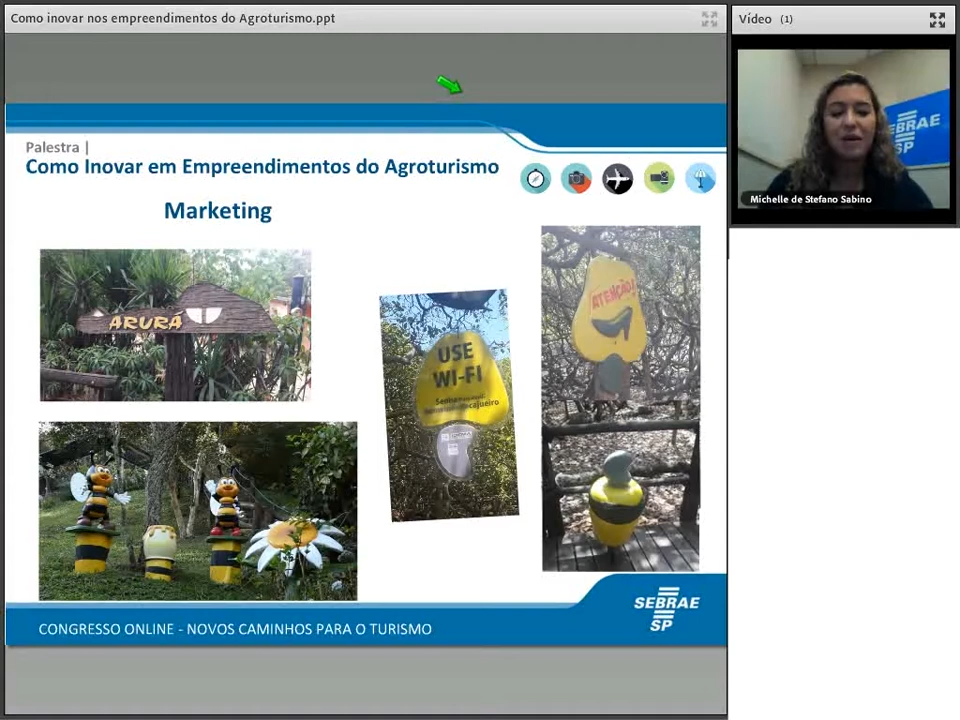 Como inovar nos empreendimentos do Agroturismo.ppt
Vídeo (1)
Palestra |
Como Inovar em Empreendimentos do Agroturismo
Marketing
ARURÁ
USE
WI-FI
Senha
ATENÇÃO!
SEBRAE
SP
Michelle de Stefano Sabino
CONGRESSO ONLINE - NOVOS CAMINHOS PARA O TURISMO
SEBRAE
SP